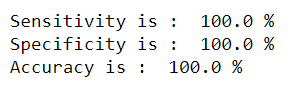 Sensitivity is :  100.0 %
Specificity is :  100.0 %
Accuracy is :  100.0 %